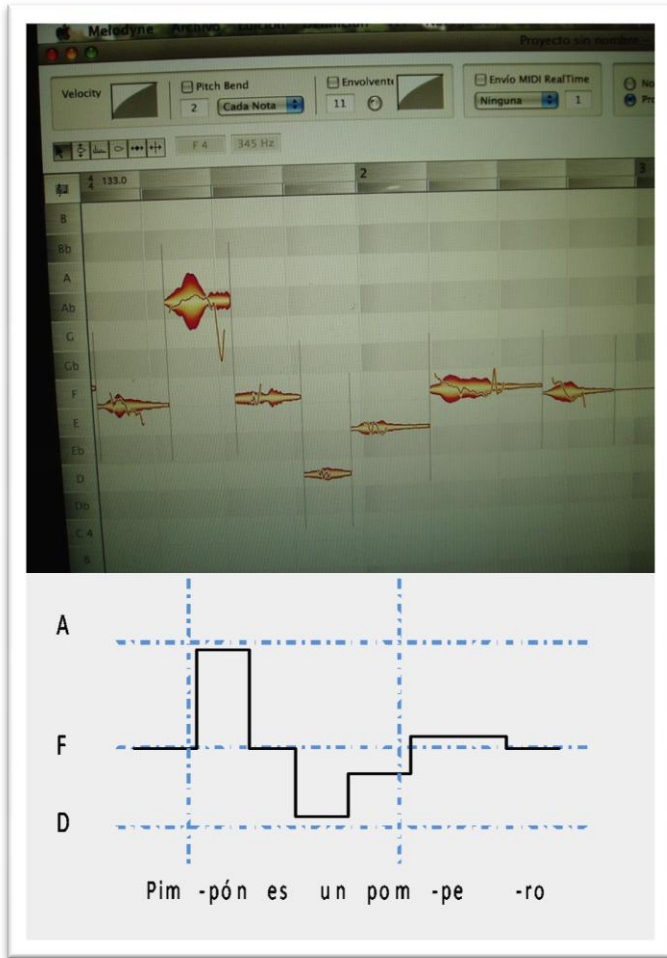 Melodyne Archivo Edición Definición
Proyecto sin nombre
Velocity
Pitch Bend
2 Cada Nota
Envolvente
11
Envío MIDI RealTime
Ninguna 1
F 4 345 Hz
4
4 133.0 2 3
B
Bb
A
Ab
G
Gb
F
E
Eb
D
Db
C 4
B
A
F
D
Pim -pón es un pom -pe -ro